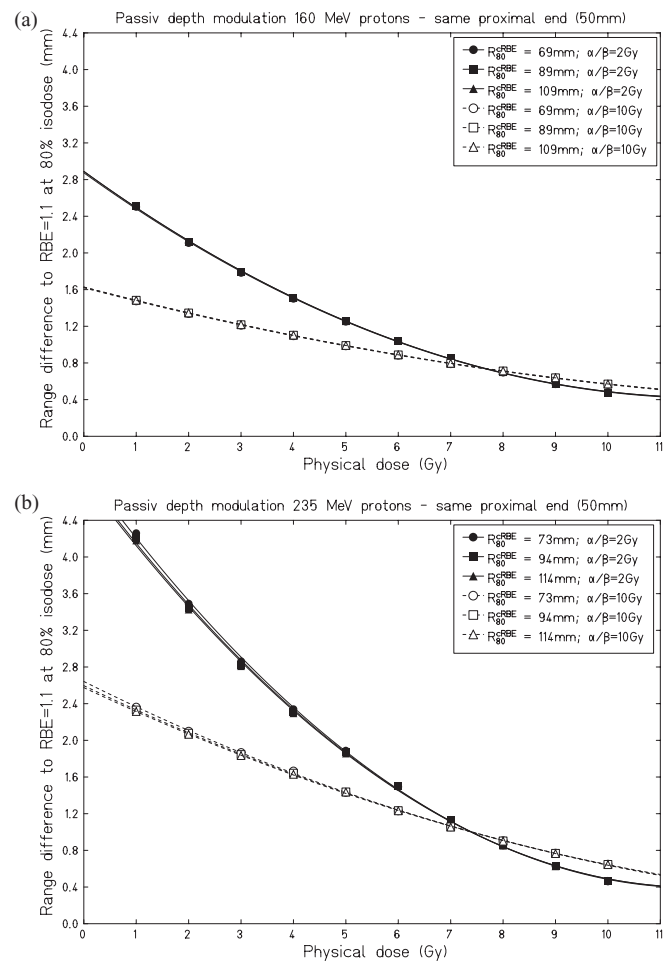 (a)
Passiv depth modulation 160 MeV protons - same proximal end (50mm)
Range difference to RBE=1.1 at 80% isodose (mm)
4.4
4.0
3.6
3.2
2.8
2.4
2.0
1.6
1.2
0.8
0.4
0.0
R80cRBE = 69mm; α/β=2Gy
R80cRBE = 89mm; α/β=2Gy
R80cRBE = 109mm; α/β=2Gy
R80cRBE = 69mm; α/β=10Gy
R80cRBE = 89mm; α/β=10Gy
R80cRBE = 109mm; α/β=10Gy
0 1 2 3 4 5 6 7 8 9 10 11
Physical dose (Gy)
(b)
Passiv depth modulation 235 MeV protons - same proximal end (50mm)
Range difference to RBE=1.1 at 80% isodose (mm)
4.4
4.0
3.6
3.2
2.8
2.4
2.0
1.6
1.2
0.8
0.4
0.0
R80cRBE = 73mm; α/β=2Gy
R80cRBE = 94mm; α/β=2Gy
R80cRBE = 114mm; α/β=2Gy
R80cRBE = 73mm; α/β=10Gy
R80cRBE = 94mm; α/β=10Gy
R80cRBE = 114mm; α/β=10Gy
0 1 2 3 4 5 6 7 8 9 10 11
Physical dose (Gy)